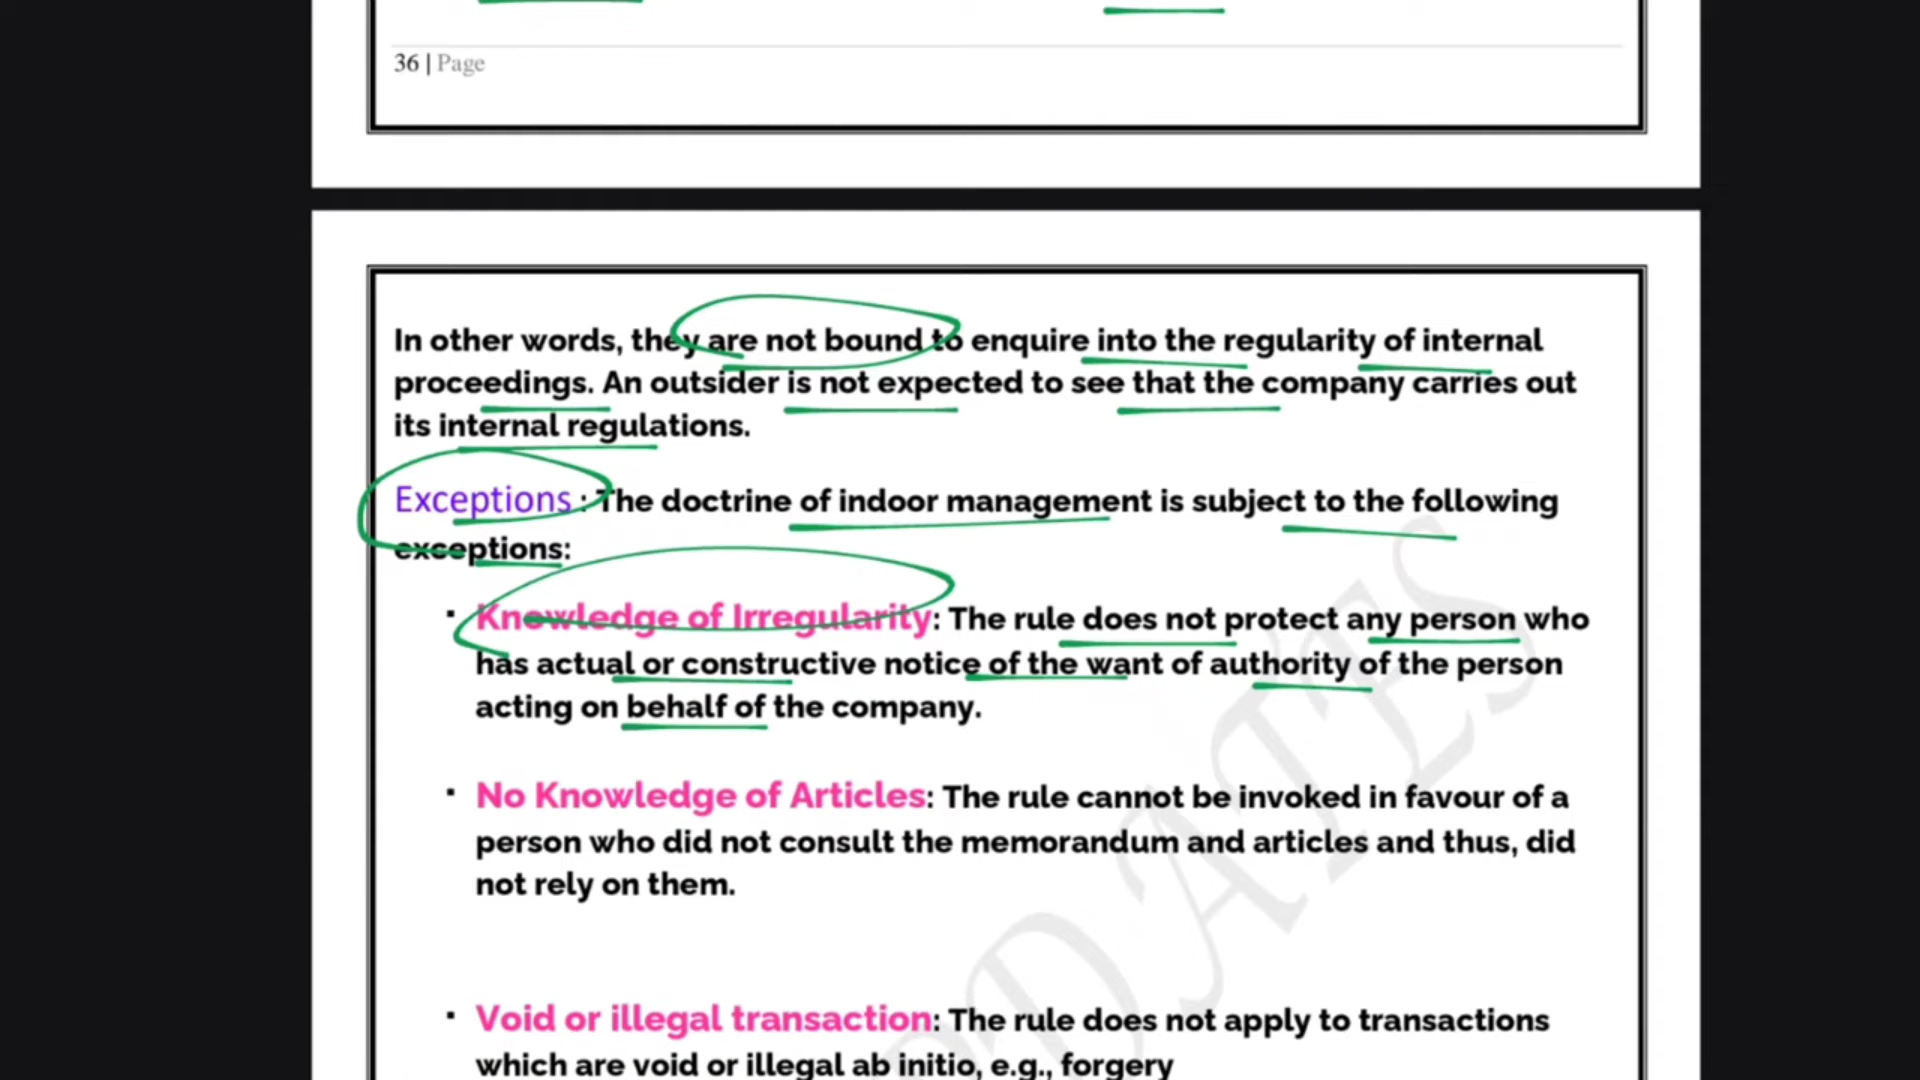 36 | Page
In other words, they are not bound to enquire into the regularity of internal
proceedings. An outsider is not expected to see that the company carries out
its internal regulations.
Exceptions : The doctrine of indoor management is subject to the following
exceptions:
▪ Knowledge of Irregularity: The rule does not protect any person who
has actual or constructive notice of the want of authority of the person
acting on behalf of the company.
▪ No Knowledge of Articles: The rule cannot be invoked in favour of a
person who did not consult the memorandum and articles and thus, did
not rely on them.
▪ Void or illegal transaction: The rule does not apply to transactions
which are void or illegal ab initio, e.g., forgery